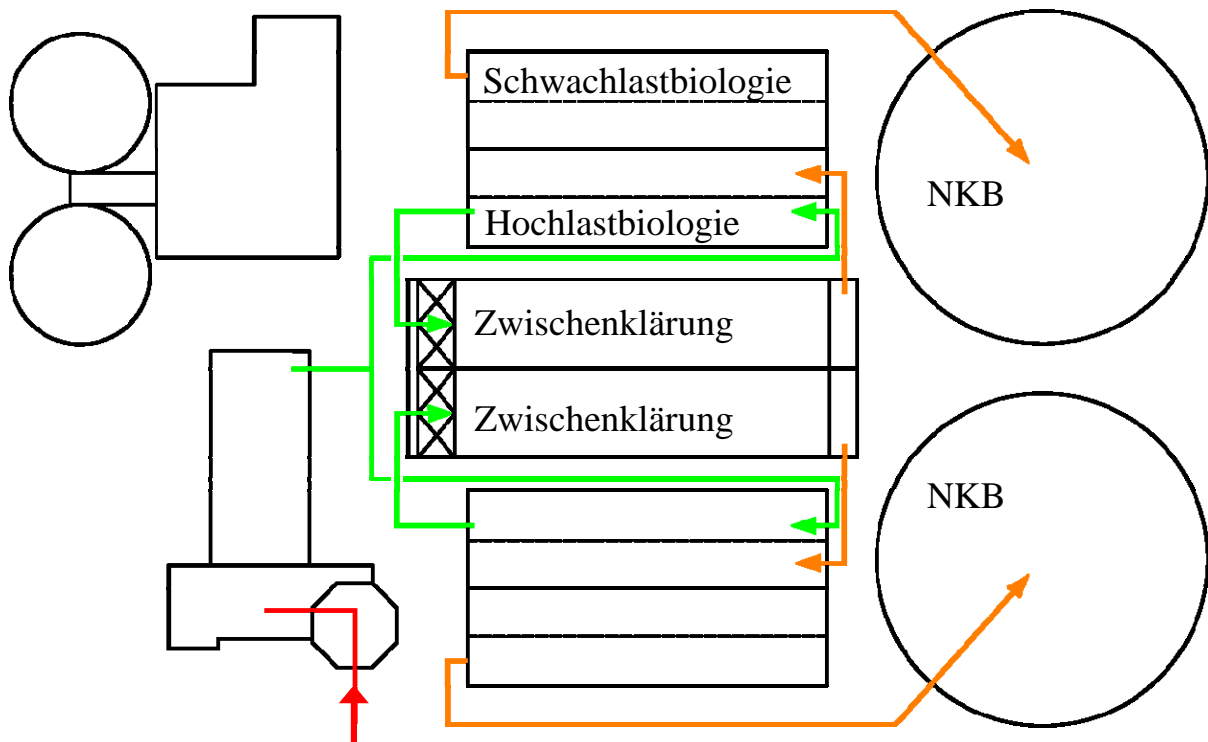 Schwachlastbiologie
NKB
Hochlastbiologie
Zwischenklärung
Zwischenklärung
NKB